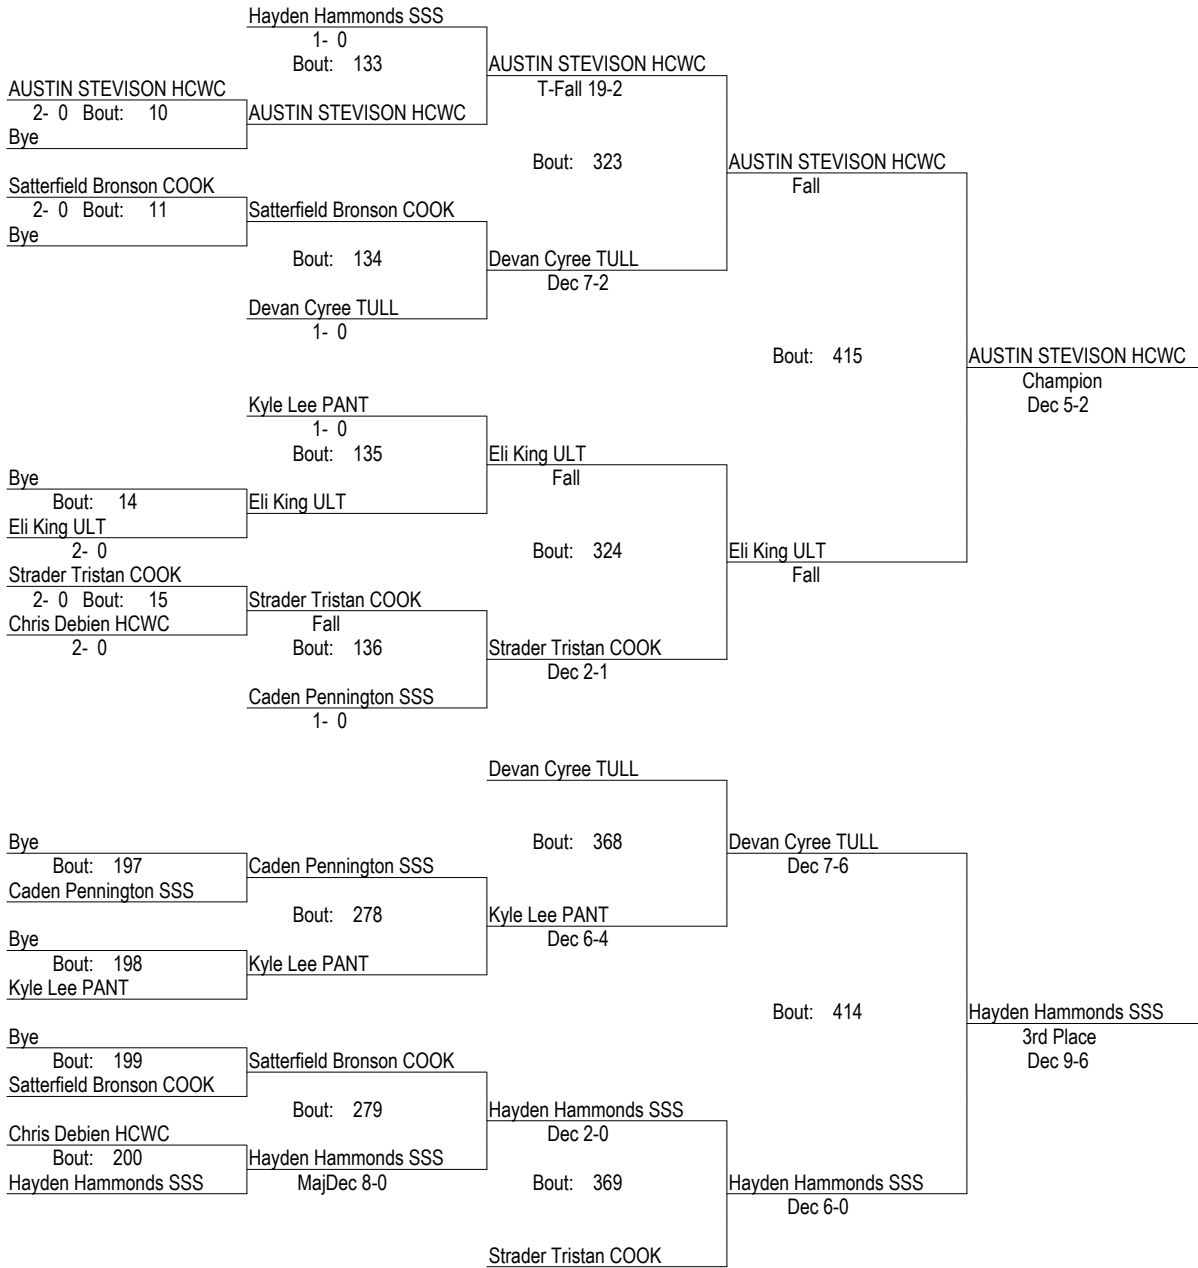 Hayden Hammonds SSS
1- 0
Bout: 133
AUSTIN STEVISON HCWC
T-Fall 19-2
AUSTIN STEVISON HCWC
2- 0 Bout: 10
AUSTIN STEVISON HCWC
Bye
Bout: 323
AUSTIN STEVISON HCWC
Fall
Satterfield Bronson COOK
2- 0 Bout: 11
Satterfield Bronson COOK
Bye
Bout: 134
Devan Cyree TULL
Dec 7-2
Devan Cyree TULL
1- 0
Bout: 415
AUSTIN STEVISON HCWC
Champion
Dec 5-2
Kyle Lee PANT
1- 0
Bout: 135
Eli King ULT
Fall
Bye
Bout: 14
Eli King ULT
Eli King ULT
2- 0
Bout: 324
Eli King ULT
Fall
Strader Tristan COOK
2- 0 Bout: 15
Strader Tristan COOK
Fall
Chris Debien HCWC
2- 0
Bout: 136
Strader Tristan COOK
Dec 2-1
Caden Pennington SSS
1- 0
Devan Cyree TULL
Bye
Bout: 197
Caden Pennington SSS
Caden Pennington SSS
Bout: 368
Devan Cyree TULL
Dec 7-6
Bout: 278
Kyle Lee PANT
Dec 6-4
Bye
Bout: 198
Kyle Lee PANT
Kyle Lee PANT
Bout: 414
Hayden Hammonds SSS
3rd Place
Dec 9-6
Bye
Bout: 199
Satterfield Bronson COOK
Satterfield Bronson COOK
Bout: 279
Hayden Hammonds SSS
Dec 2-0
Chris Debien HCWC
Bout: 200
Hayden Hammonds SSS
Hayden Hammonds SSS
MajDec 8-0
Bout: 369
Hayden Hammonds SSS
Dec 6-0
Strader Tristan COOK